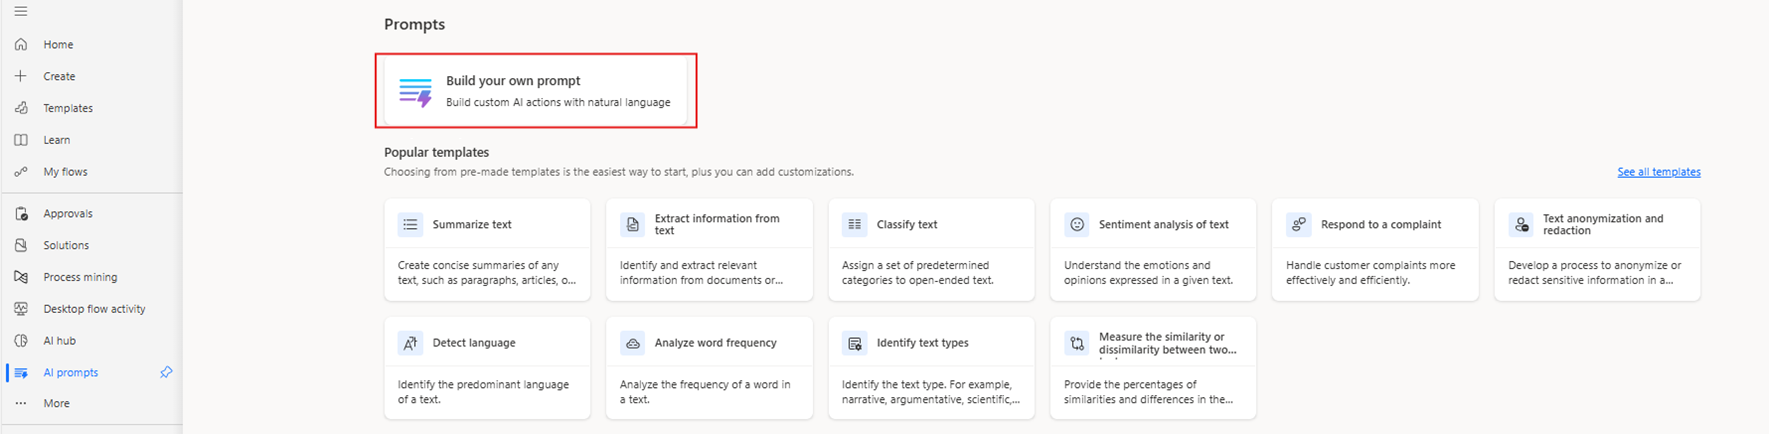 Home
Create
Templates
Learn
My flows
Approvals
Solutions
Process mining
Desktop flow activity
AI hub
AI prompts
More
Prompts
Build your own prompt
Build custom AI actions with natural language
Popular templates
Choosing from pre-made templates is the easiest way to start, plus you can add customizations.
See all templates
Summarize text
Create concise summaries of any
text, such as paragraphs, articles, o...
Extract information from
text
Identify and extract relevant
information from documents or...
Classify text
Assign a set of predetermined
categories to open-ended text.
Sentiment analysis of text
Understand the emotions and
opinions expressed in a given text.
Respond to a complaint
Handle customer complaints more
effectively and efficiently.
Text anonymization and
redaction
Develop a process to anonymize or
redact sensitive information in a...
Detect language
Identify the predominant language
of a text.
Analyze word frequency
Analyze the frequency of a word in
a text.
Identify text types
Identify the text type. For example,
narrative, argumentative, scientific,...
Measure the similarity or
dissimilarity between two...
Provide the percentages of
similarities and differences in the...